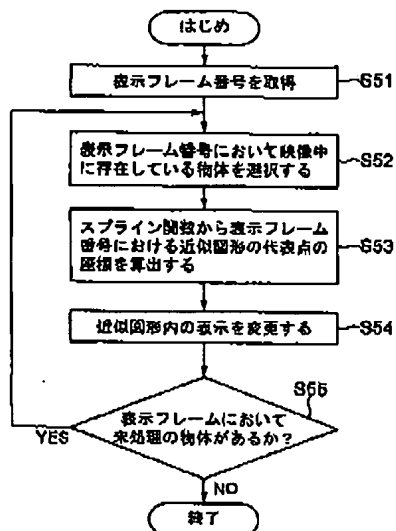 はじめ
表示フレーム番号を取得
S51
表示フレーム番号において映像中
に存在している物体を選択する
S52
スプライン関数から表示フレーム
番号における近似図形の代表点の
座標を算出する
S53
近似図形内の表示を変更する
S54
S55
表示フレームにおいて
未処理の物体があるか?
YES
NO
終了